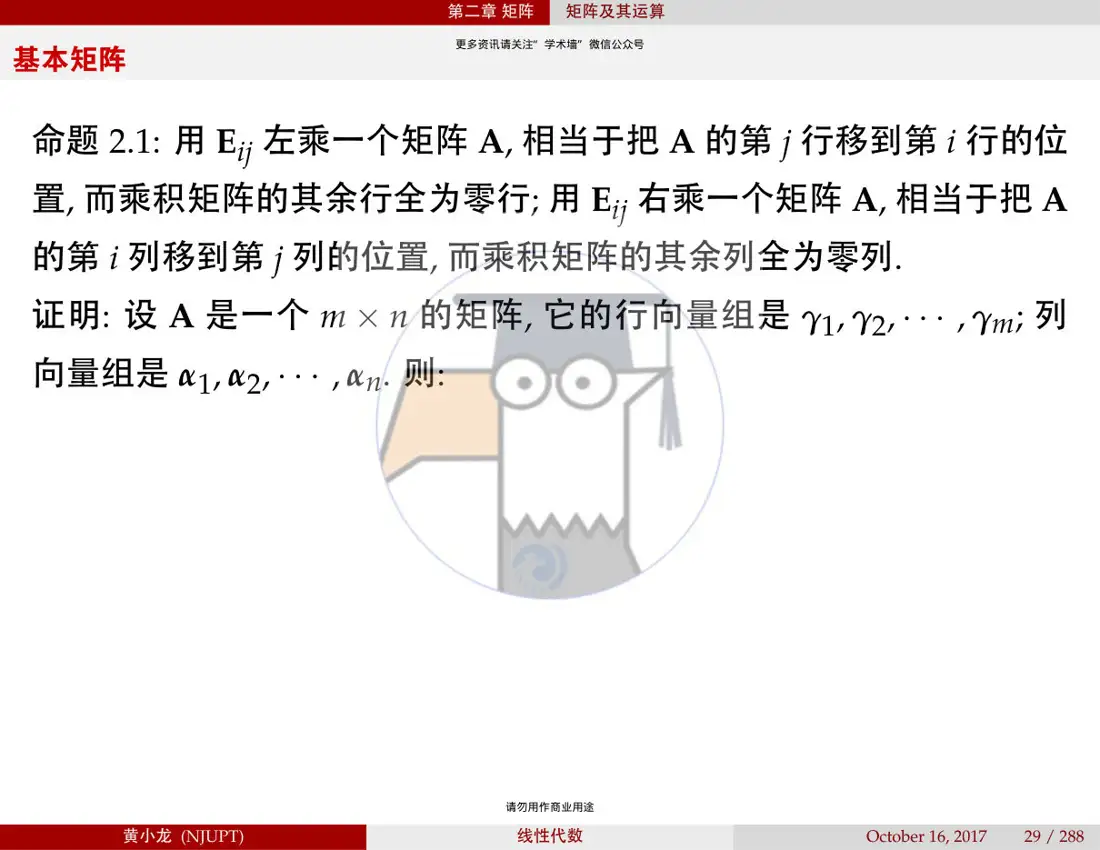 第二章 矩阵 矩阵及其运算
更多资讯请关注“学术墙”微信公众号
基本矩阵
命题 2.1: 用 E_{ij} 左乘一个矩阵 A, 相当于把 A 的第 j 行移到第 i 行的位
置, 而乘积矩阵的其余行全为零行; 用 E_{ij} 右乘一个矩阵 A, 相当于把 A
的第 i 列移到第 j 列的位置, 而乘积矩阵的其余列全为零列.
证明: 设 A 是一个 m × n 的矩阵, 它的行向量组是 γ_1, γ_2, ··· , γ_m; 列
向量组是 α_1, α_2, ··· , α_n. 则:
请勿用作商业用途
黄小龙 (NJUPT) 线性代数 October 16, 2017 29 / 288